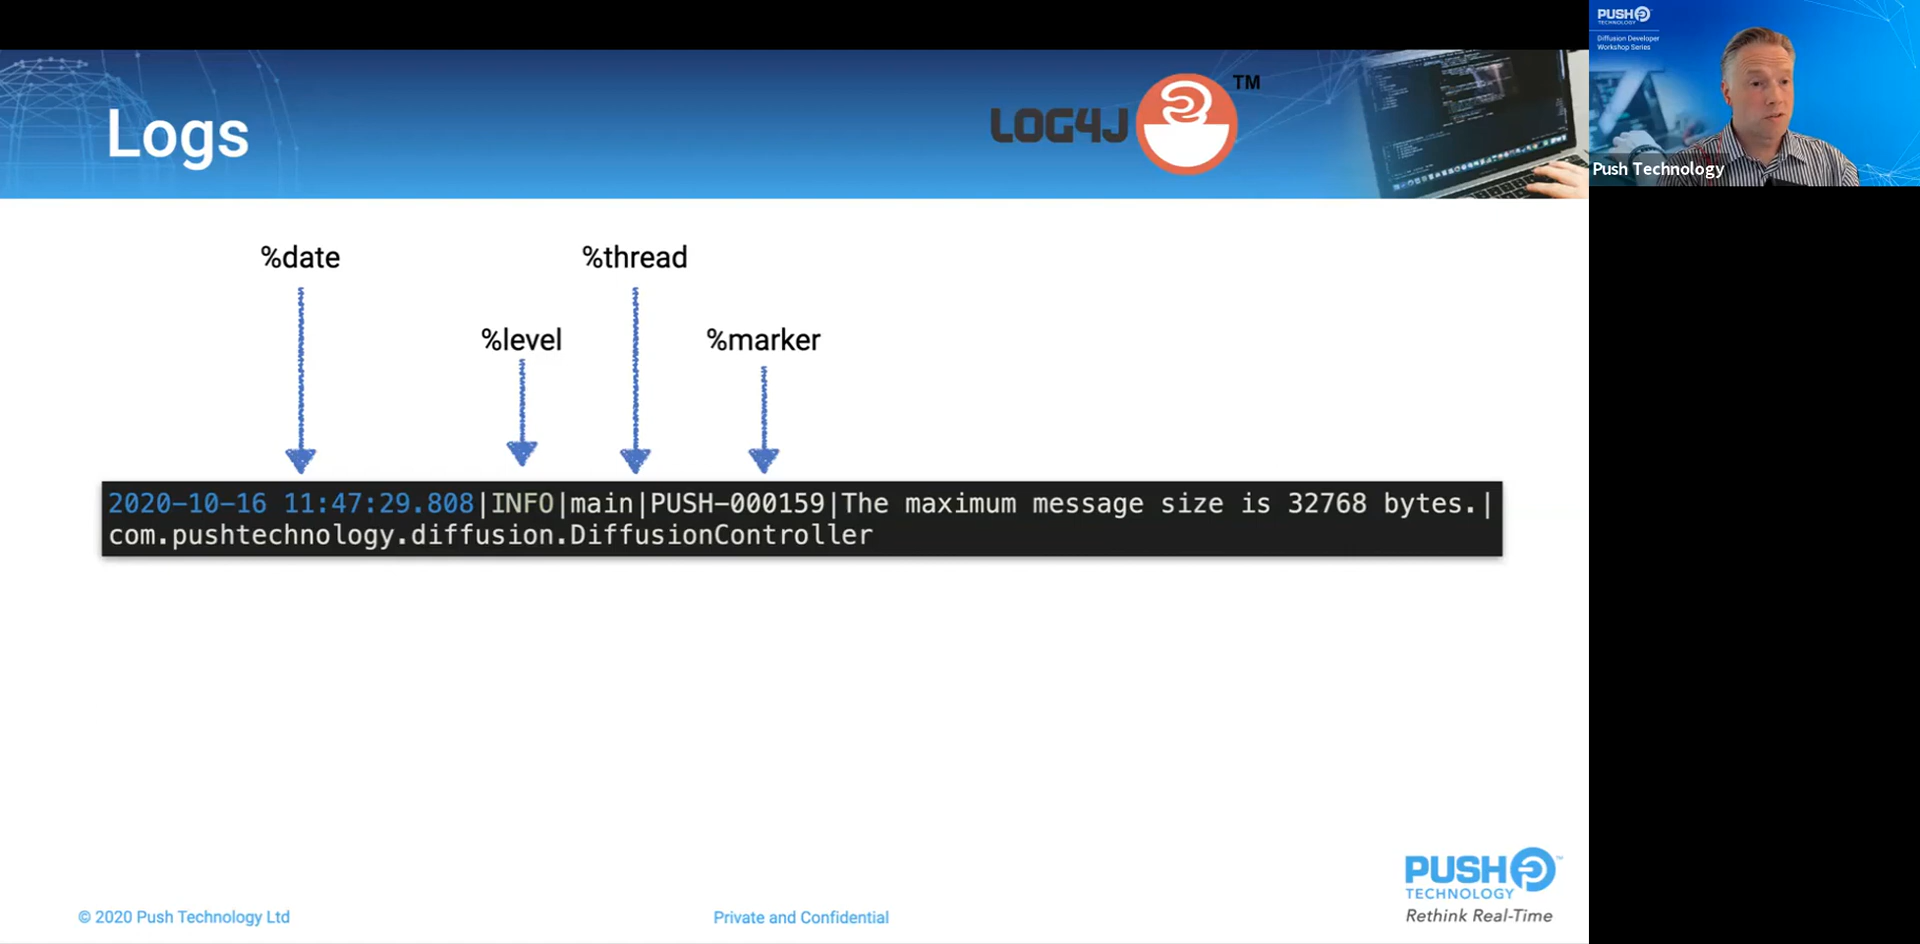 Logs
LOG4J
TM
%date
%thread
%level
%marker
2020-10-16 11:47:29.808|INFO|main|PUSH-000159|The maximum message size is 32768 bytes.|
com.pushtechnology.diffusion.DiffusionController
© 2020 Push Technology Ltd
Private and Confidential
PUSH
TECHNOLOGY
Rethink Real-Time
PUSH
TECHNOLOGY
Diffusion Developer
Workshop Series
Push Technology